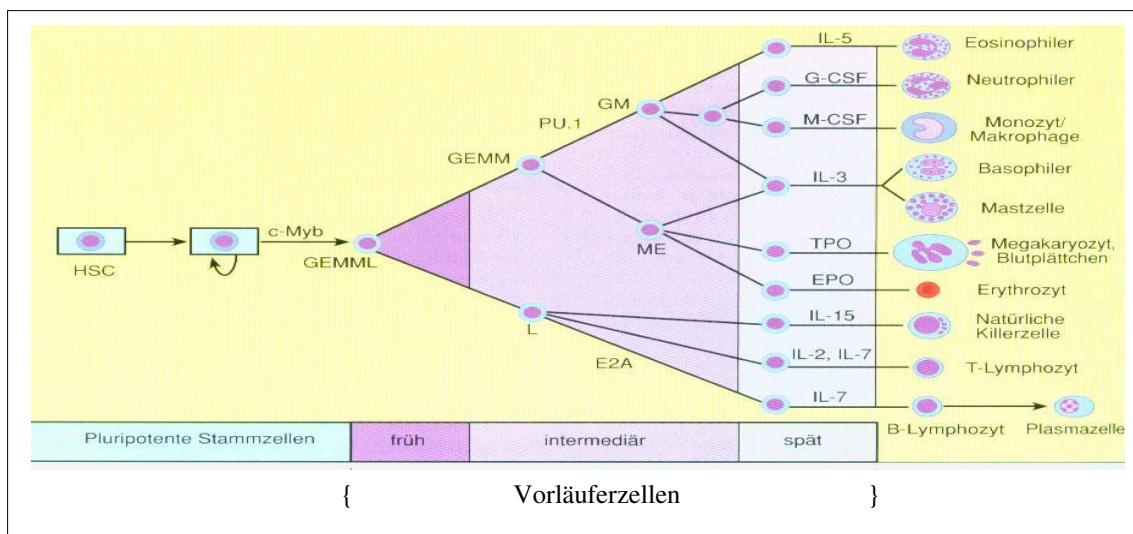 IL-5
Eosinophiler
G-CSF
Neutrophiler
GM
PU.1
M-CSF
Monozyt/
Makrophage
GEMM
IL-3
Basophiler
Mastzelle
c-Myb
HSC
GEMML
ME
TPO
Megakaryozyt,
Blutplättchen
EPO
Erythrozyt
L
IL-15
Natürliche
Killerzelle
E2A
IL-2, IL-7
T-Lymphozyt
IL-7
B-Lymphozyt
Plasmazelle
Pluripotente Stammzellen
früh
intermediär
spät
{ Vorläuferzellen }